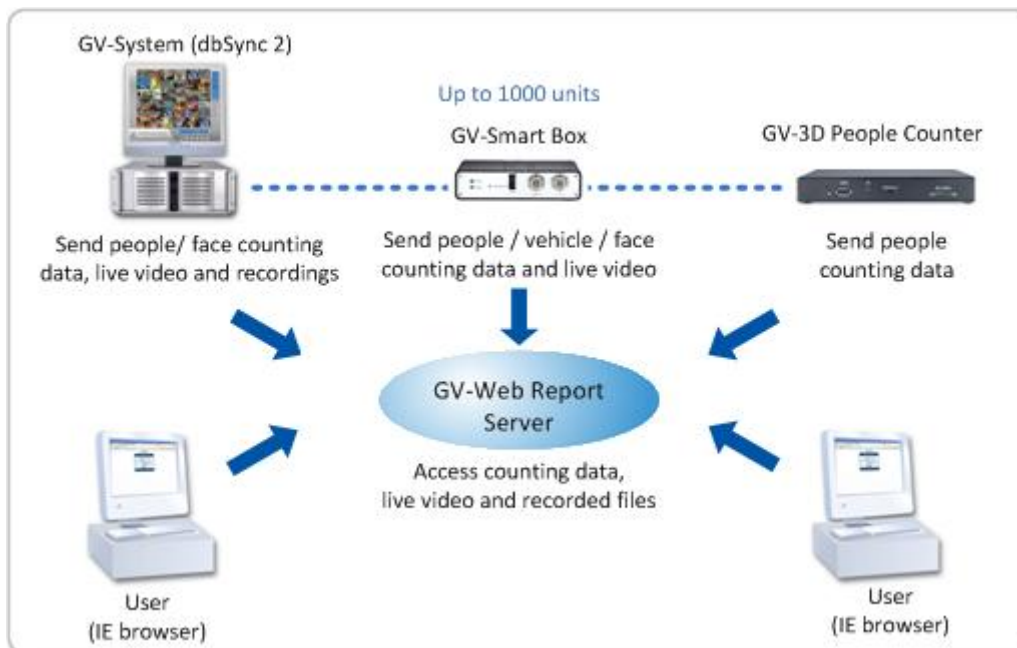 GV-System (dbSync 2)
Up to 1000 units
GV-Smart Box
GV-3D People Counter
Send people/ face counting
data, live video and recordings
Send people / vehicle / face
counting data and live video
Send people
counting data
GV-Web Report
Server
Access counting data,
live video and recorded files
User
(IE browser)
User
(IE browser)